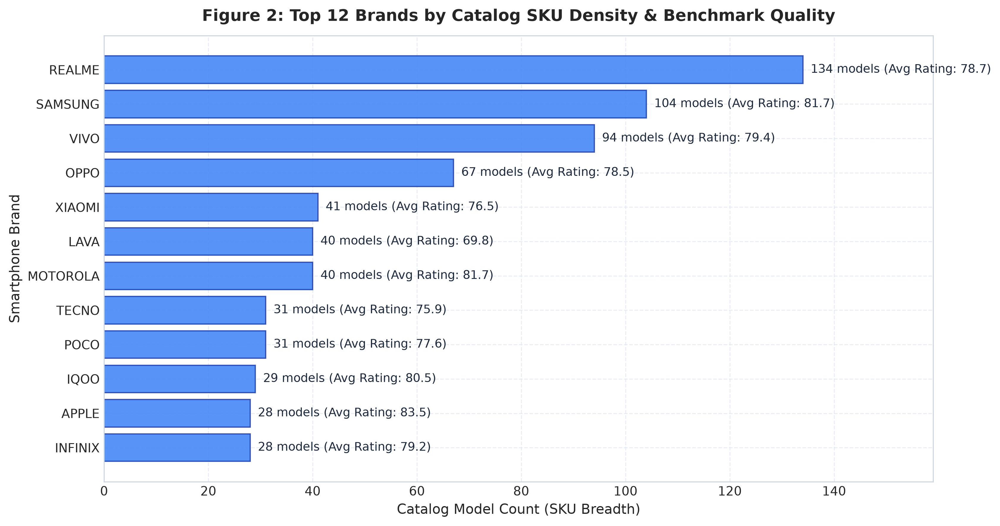 Figure 2: Top 12 Brands by Catalog SKU Density & Benchmark Quality
Smartphone Brand
REALME 134 models (Avg Rating: 78.7)
SAMSUNG 104 models (Avg Rating: 81.7)
VIVO 94 models (Avg Rating: 79.4)
OPPO 67 models (Avg Rating: 78.5)
XIAOMI 41 models (Avg Rating: 76.5)
LAVA 40 models (Avg Rating: 69.8)
MOTOROLA 40 models (Avg Rating: 81.7)
TECNO 31 models (Avg Rating: 75.9)
POCO 31 models (Avg Rating: 77.6)
IQOO 29 models (Avg Rating: 80.5)
APPLE 28 models (Avg Rating: 83.5)
INFINIX 28 models (Avg Rating: 79.2)
0 20 40 60 80 100 120 140
Catalog Model Count (SKU Breadth)